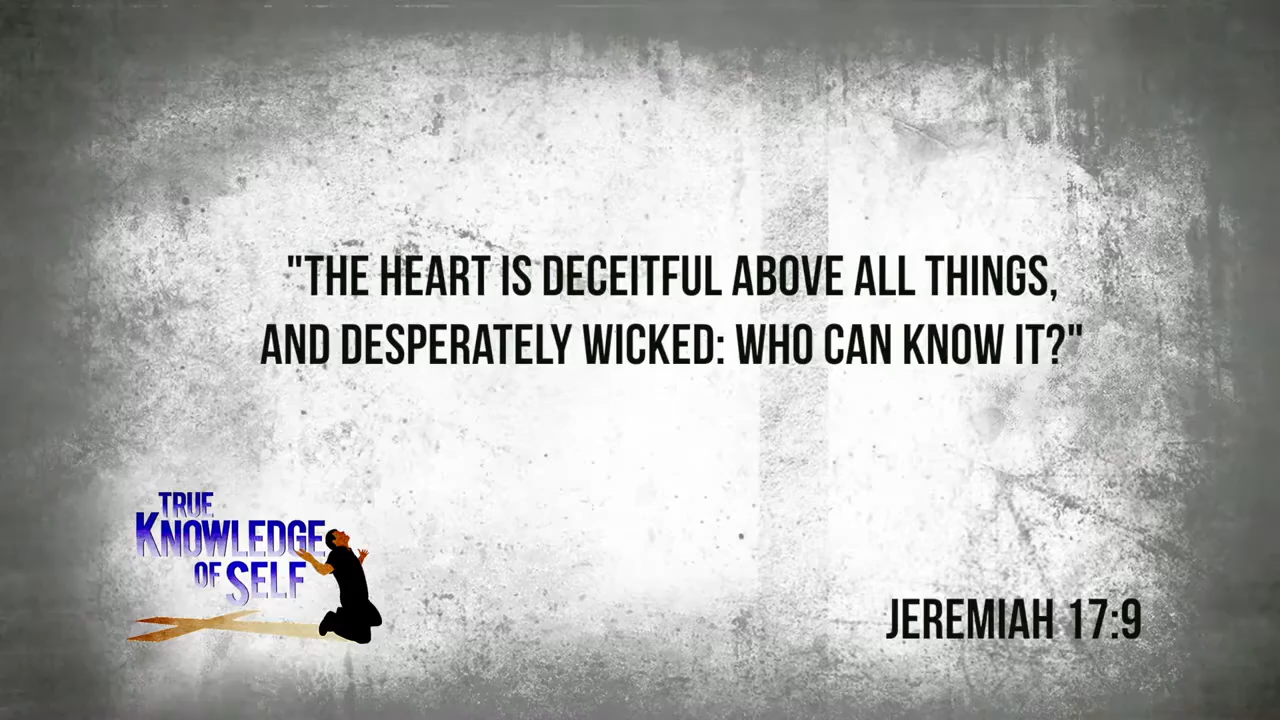 "THE HEART IS DECEITFUL ABOVE ALL THINGS,
AND DESPERATELY WICKED: WHO CAN KNOW IT?"
TRUE
KNOWLEDGE
OF SELF
JEREMIAH 17:9